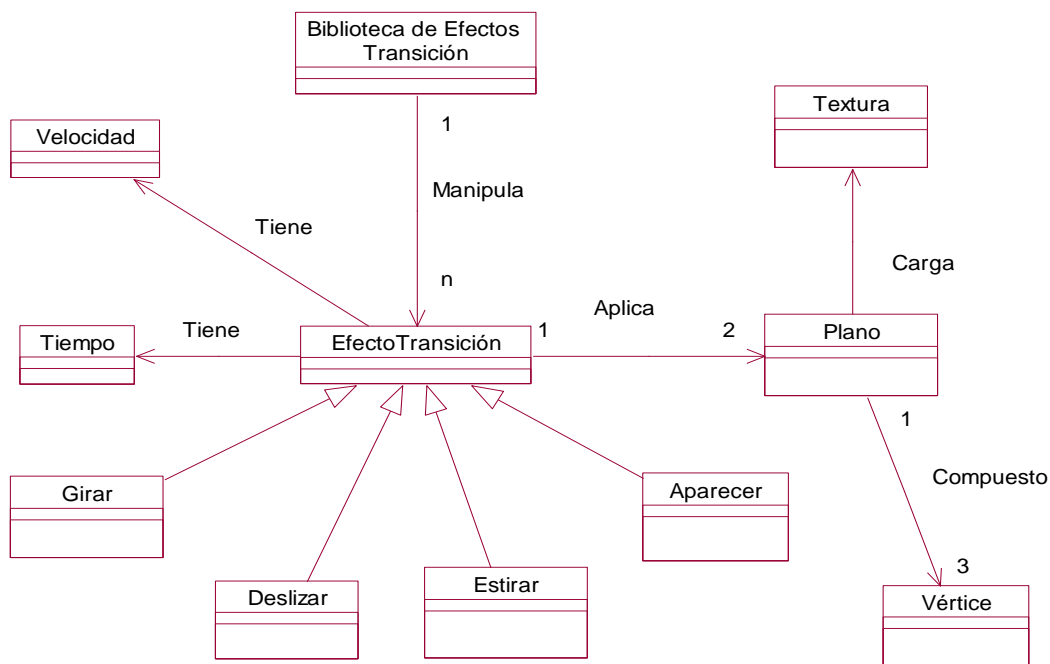 Biblioteca de Efectos
Transición
Textura
Velocidad
1
Manipula
Tiene
Carga
n
Aplica
Tiempo
Tiene
EfectoTransición
1
2
Plano
1
Compuesto
Girar
Aparecer
Deslizar
Estirar
3
Vértice